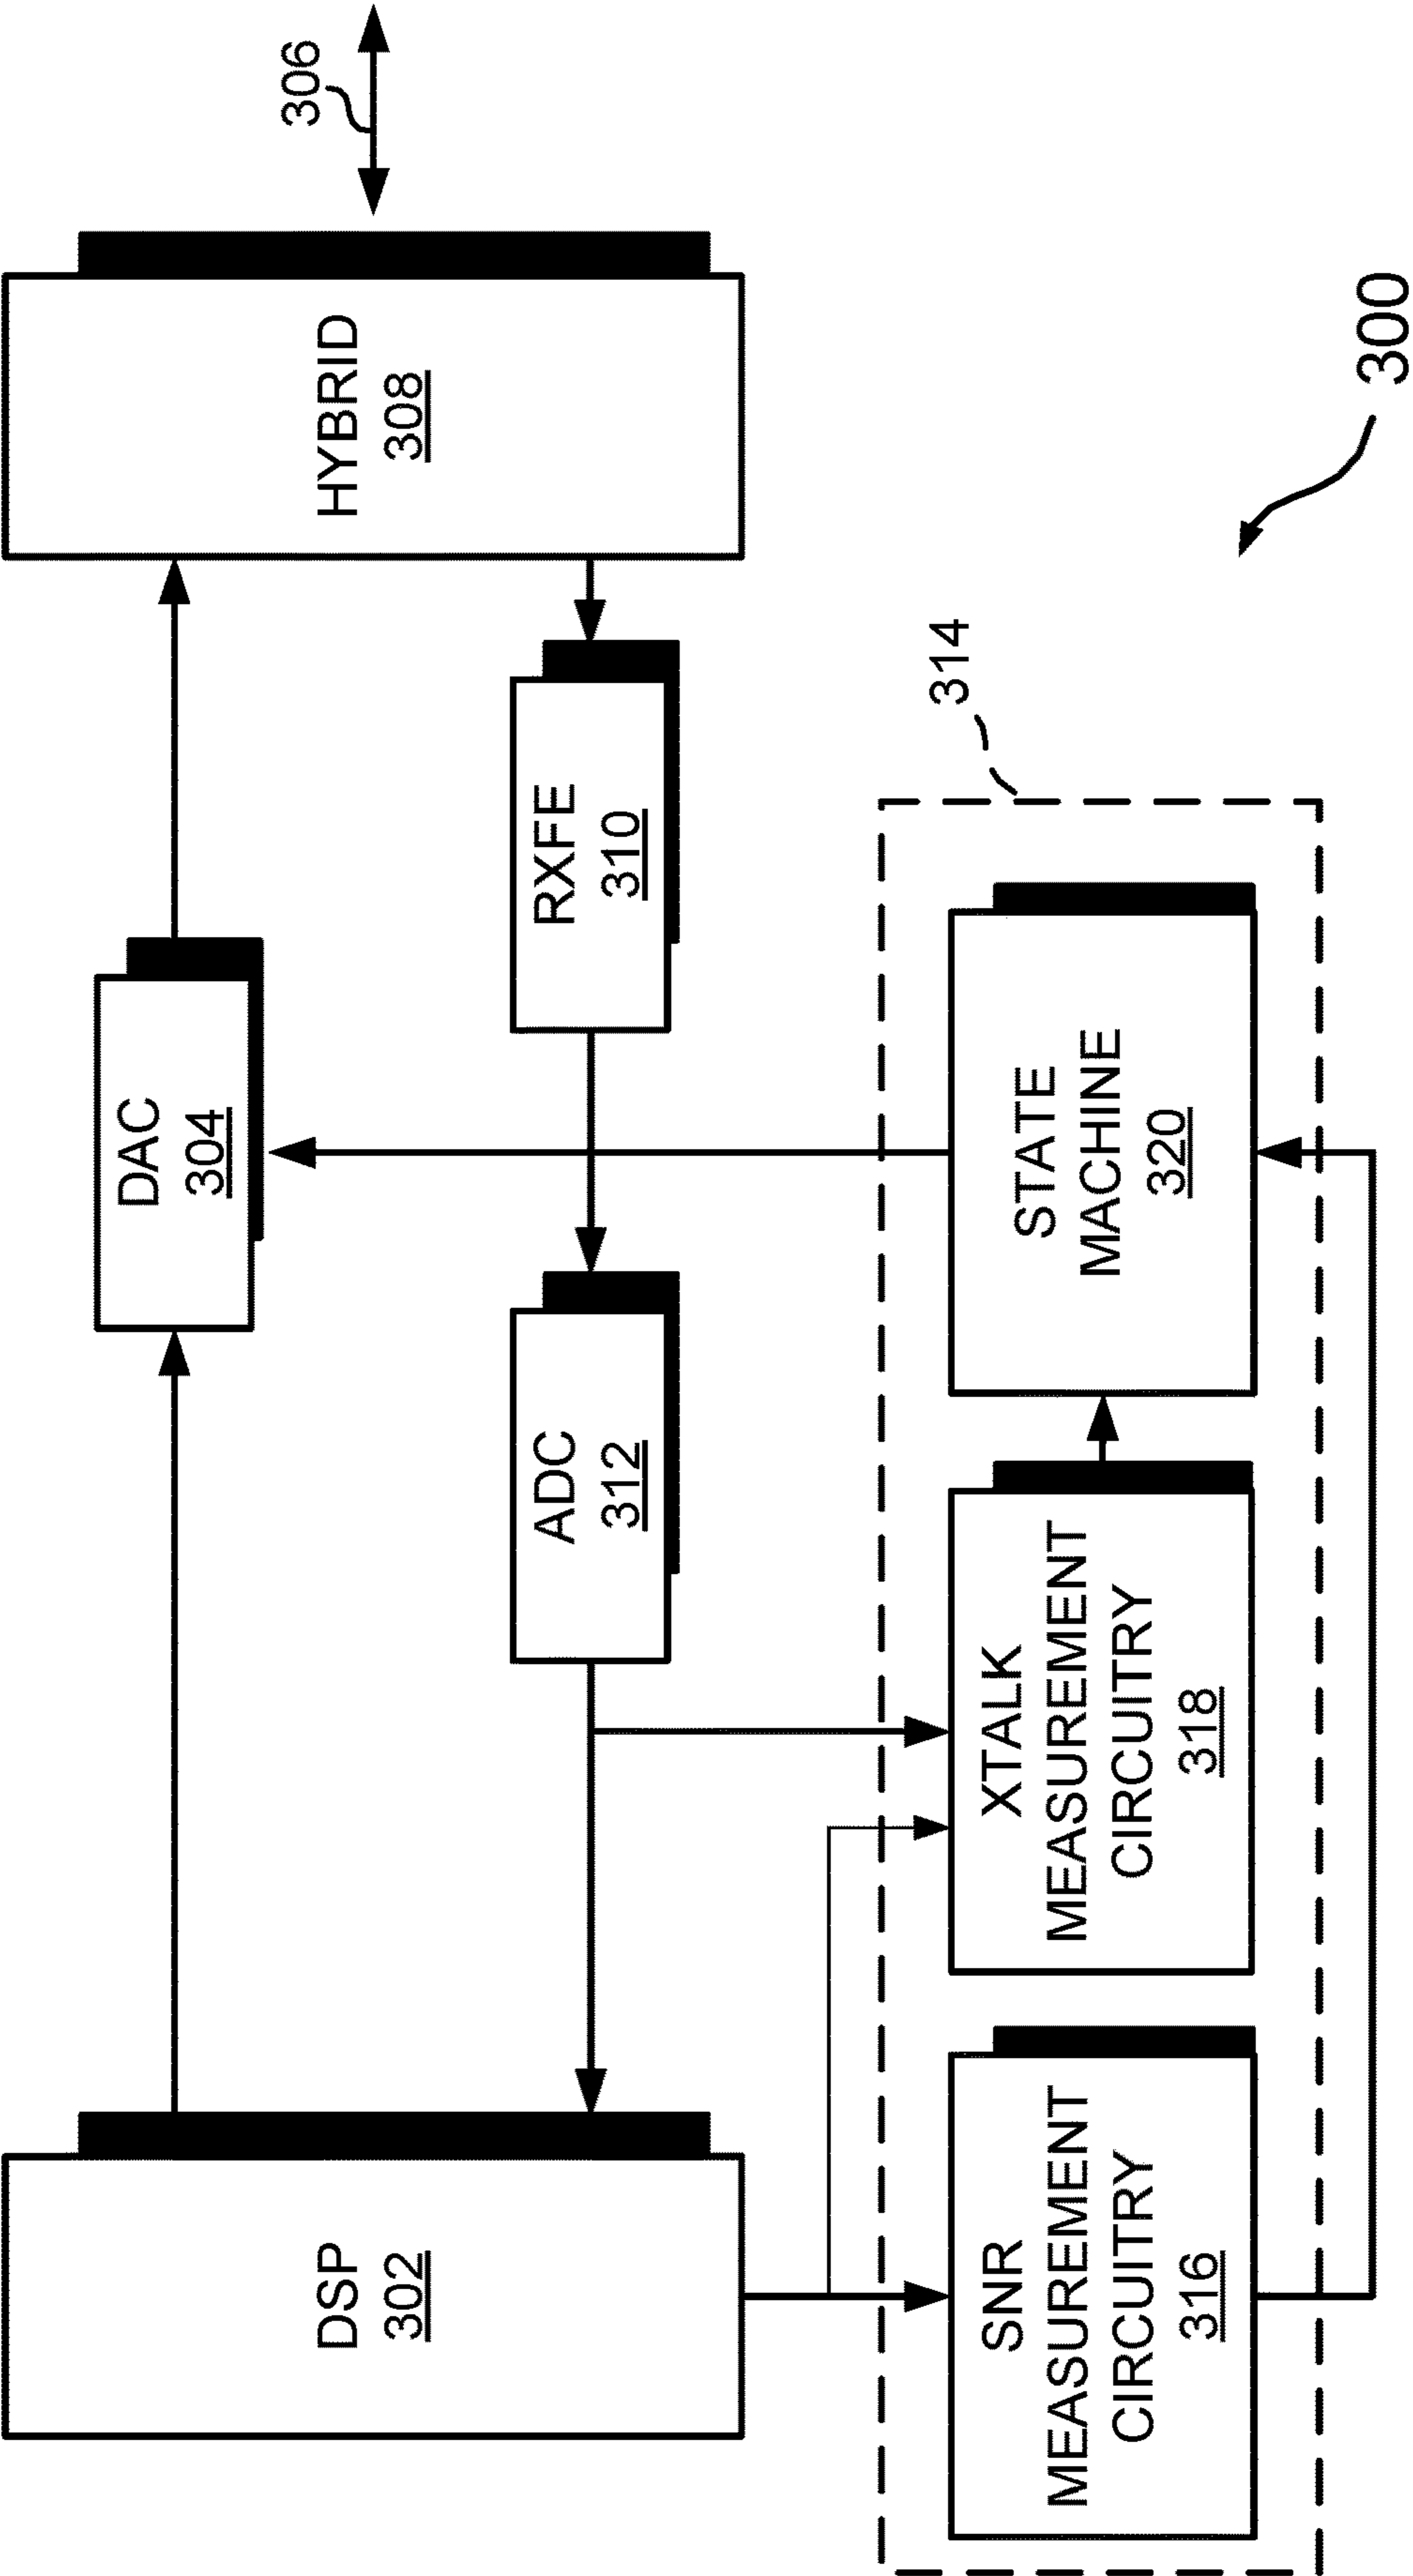 DSP
302
DAC
304
HYBRID
308
306
ADC
312
RXFE
310
314
SNR
MEASUREMENT
CIRCUITRY
316
XTALK
MEASUREMENT
CIRCUITRY
318
STATE
MACHINE
320
300